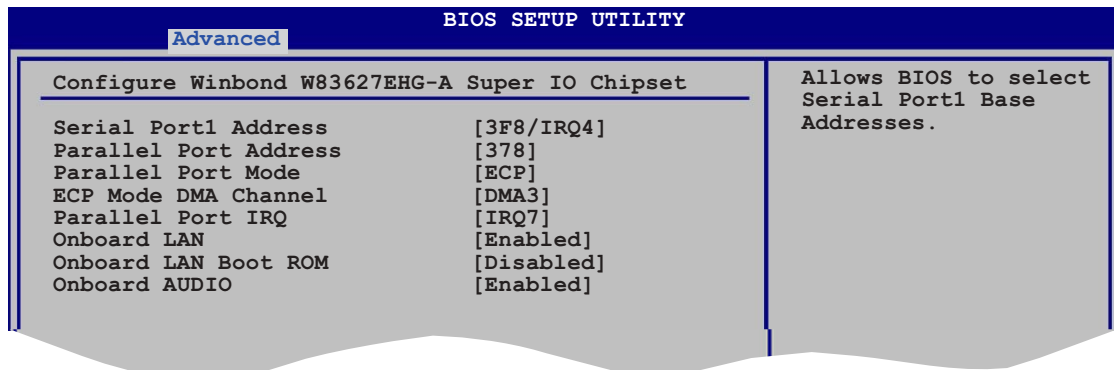 BIOS SETUP UTILITY
Advanced
Configure Winbond W83627EHG-A Super IO Chipset
Serial Port1 Address [3F8/IRQ4]
Parallel Port Address [378]
Parallel Port Mode [ECP]
ECP Mode DMA Channel [DMA3]
Parallel Port IRQ [IRQ7]
Onboard LAN [Enabled]
Onboard LAN Boot ROM [Disabled]
Onboard AUDIO [Enabled]
Allows BIOS to select
Serial Port1 Base
Addresses.